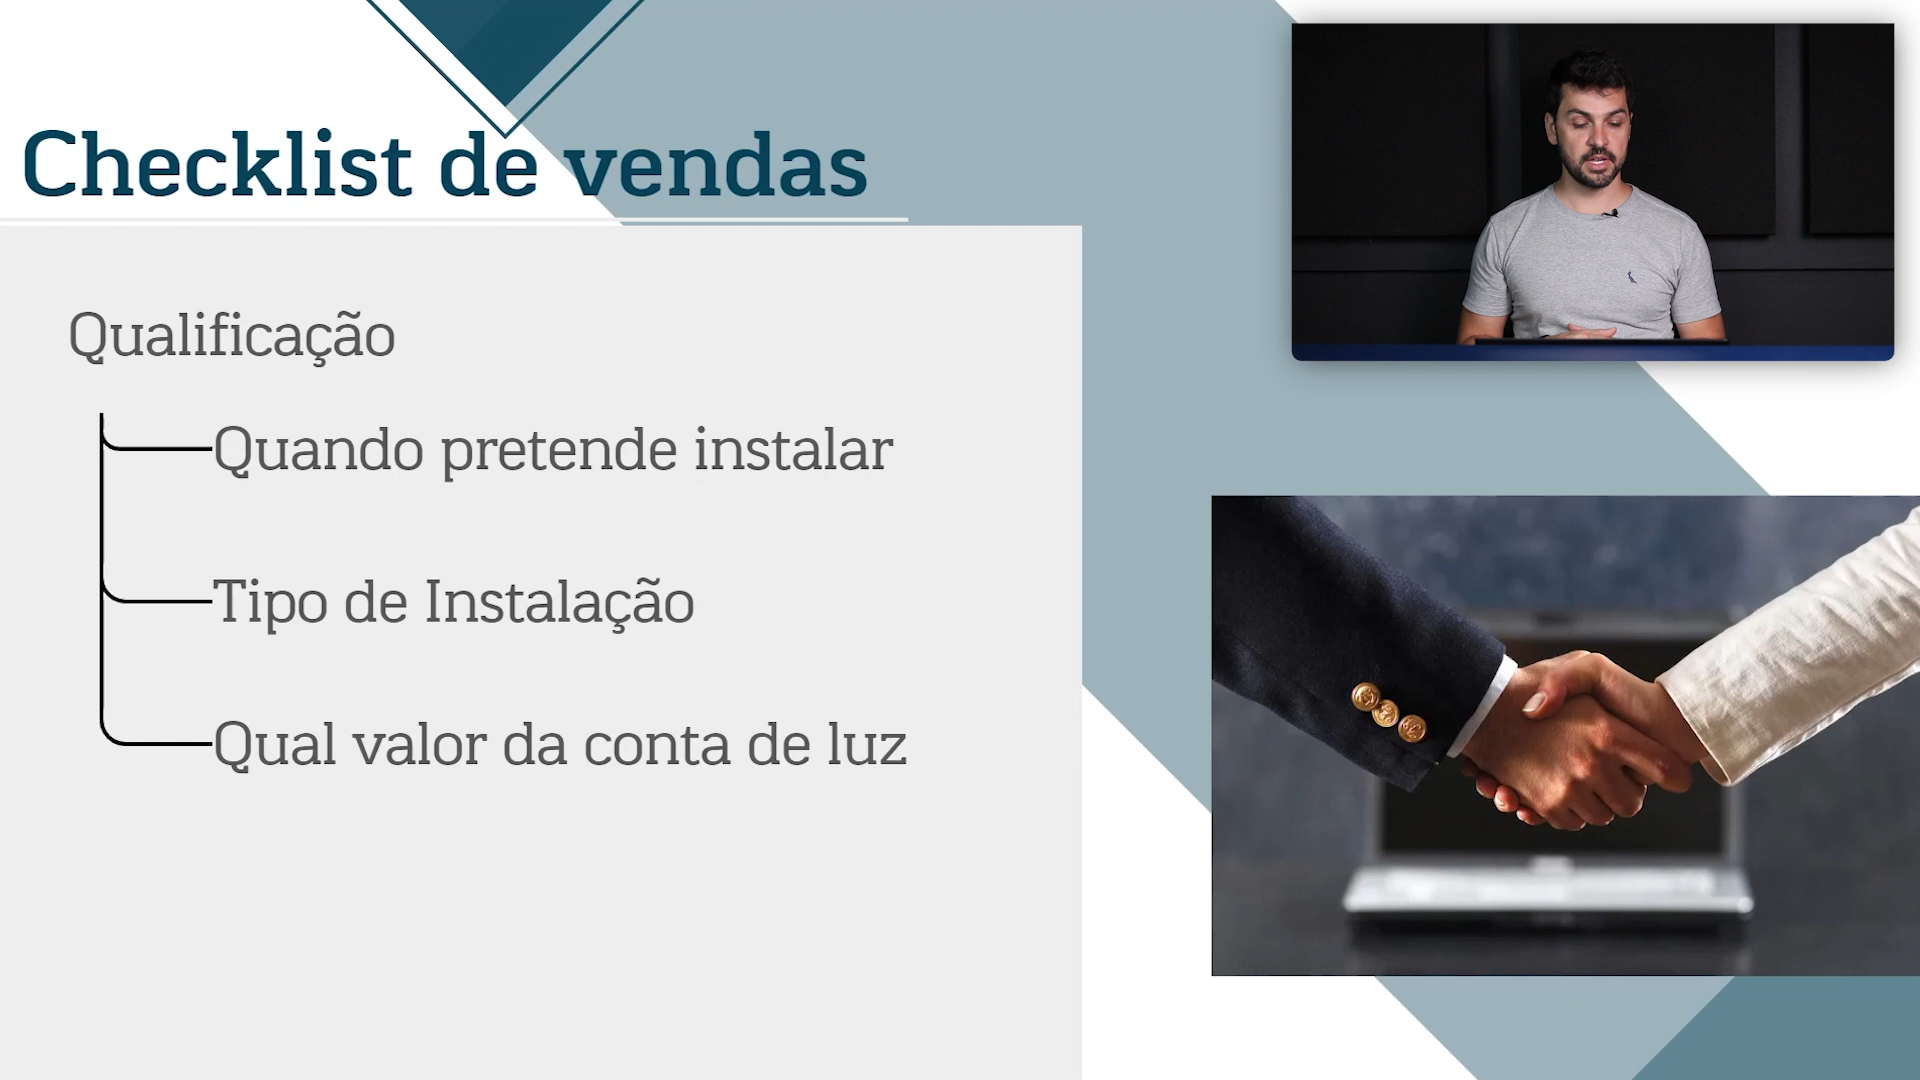 Checklist de vendas
Qualificação
Quando pretende instalar
Tipo de Instalação
Qual valor da conta de luz